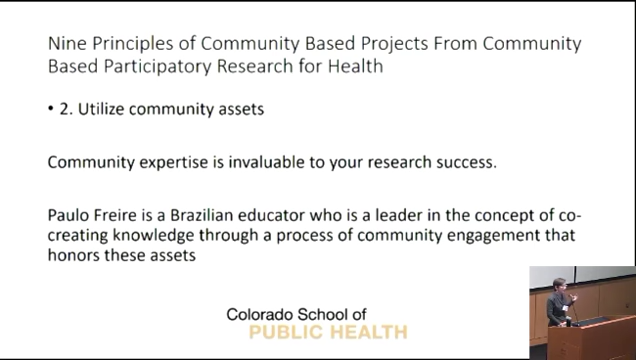 Nine Principles of Community Based Projects From Community
Based Participatory Research for Health
• 2. Utilize community assets
Community expertise is invaluable to your research success.
Paulo Freire is a Brazilian educator who is a leader in the concept of co-
creating knowledge through a process of community engagement that
honors these assets
Colorado School of
PUBLIC HEALTH